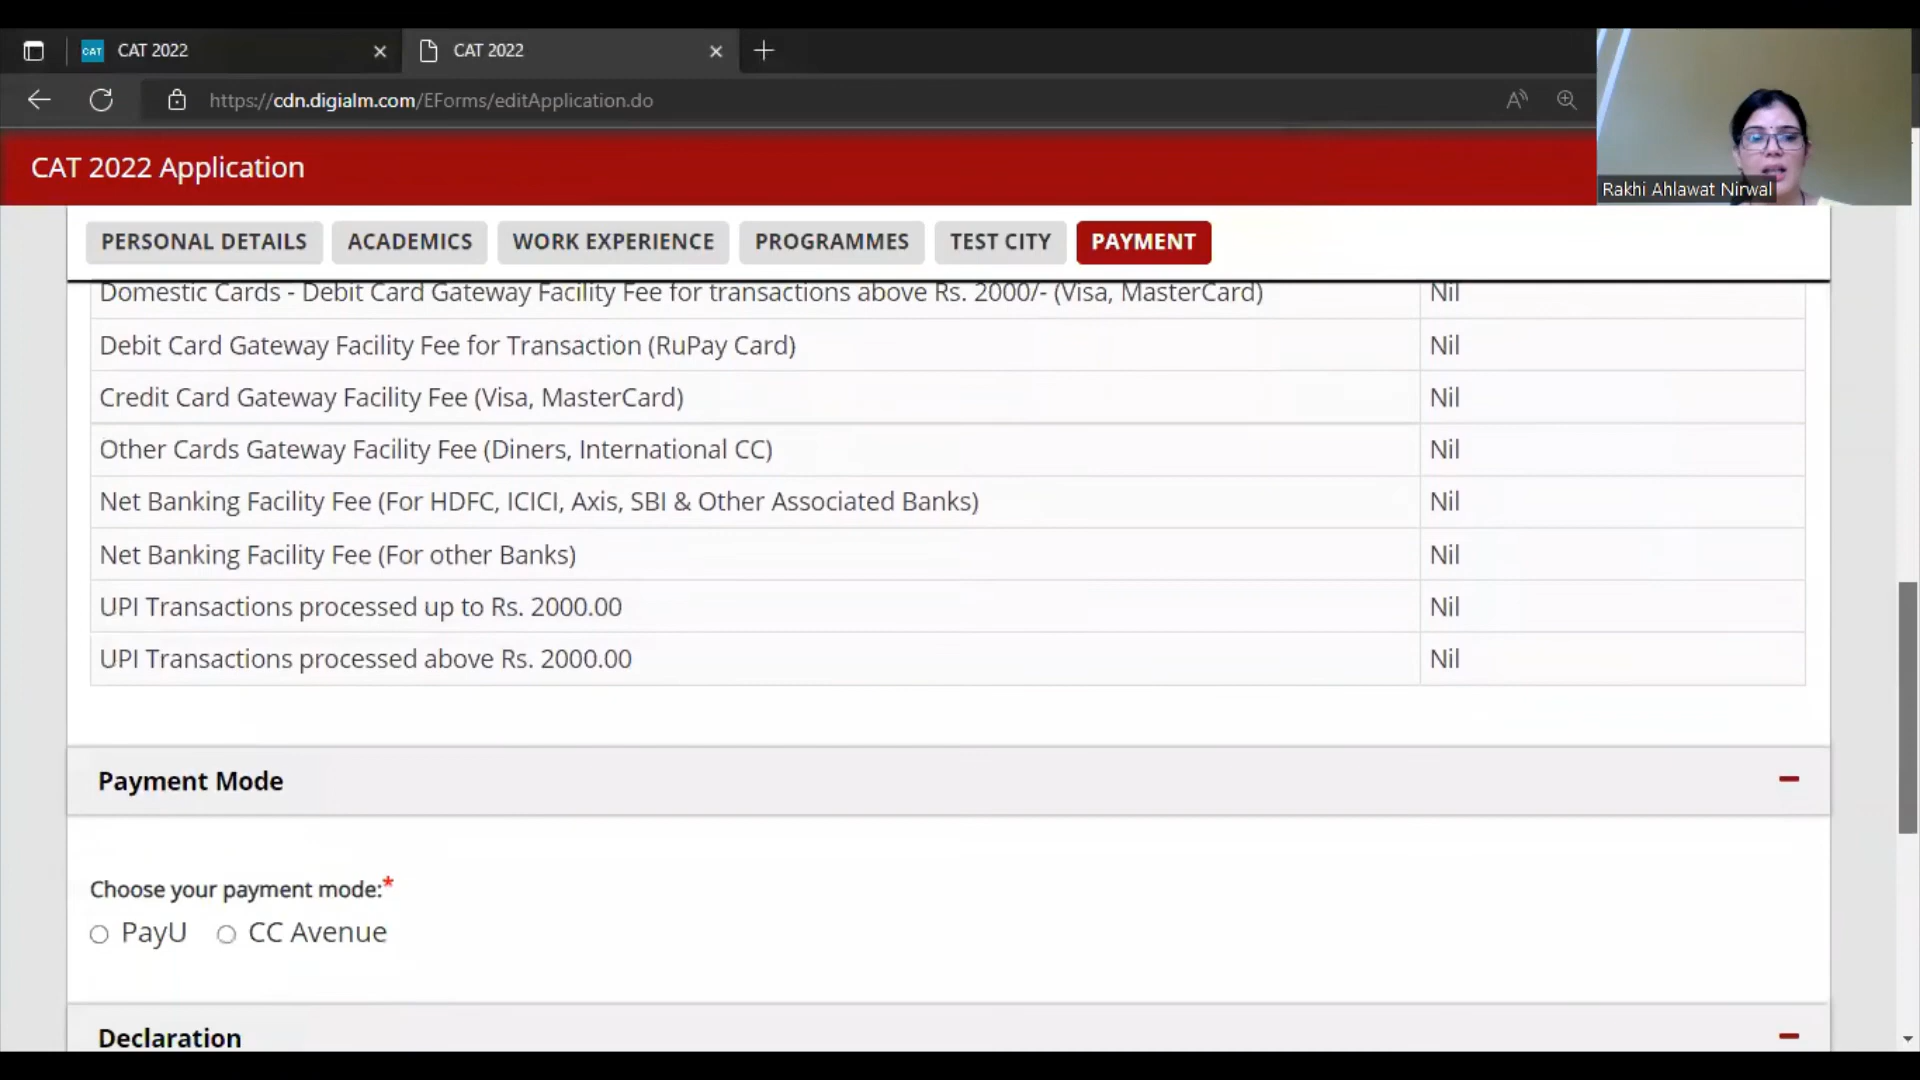 CAT CAT 2022
CAT 2022
https://cdn.digialm.com/EForms/editApplication.do
Rakhi Ahlawat Nirwal
CAT 2022 Application
PERSONAL DETAILS
ACADEMICS
WORK EXPERIENCE
PROGRAMMES
TEST CITY
PAYMENT
Domestic Cards - Debit Card Gateway Facility Fee for transactions above Rs. 2000/- (Visa, MasterCard) Nil
Debit Card Gateway Facility Fee for Transaction (RuPay Card) Nil
Credit Card Gateway Facility Fee (Visa, MasterCard) Nil
Other Cards Gateway Facility Fee (Diners, International CC) Nil
Net Banking Facility Fee (For HDFC, ICICI, Axis, SBI & Other Associated Banks) Nil
Net Banking Facility Fee (For other Banks) Nil
UPI Transactions processed up to Rs. 2000.00 Nil
UPI Transactions processed above Rs. 2000.00 Nil
Payment Mode
Choose your payment mode:*
PayU CC Avenue
Declaration